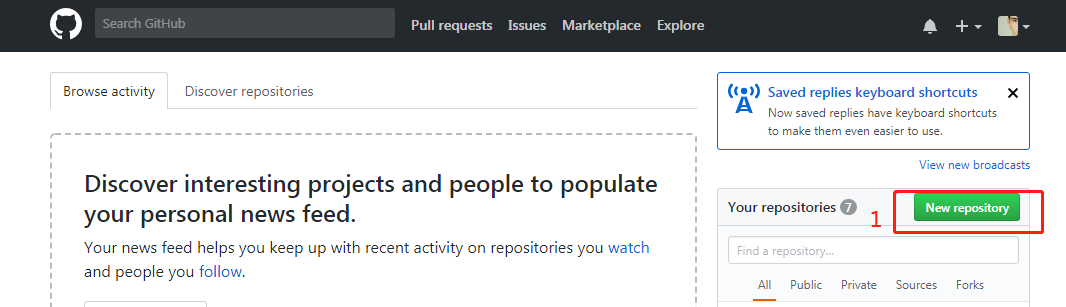 Search GitHub
Pull requests Issues Marketplace Explore
Browse activity Discover repositories
Discover interesting projects and people to populate
your personal news feed.
Your news feed helps you keep up with recent activity on repositories you watch
and people you follow.
Saved replies keyboard shortcuts
Now saved replies have keyboard shortcuts
to make them even easier to use.
View new broadcasts
Your repositories 7
1
New repository
Find a repository...
All Public Private Sources Forks